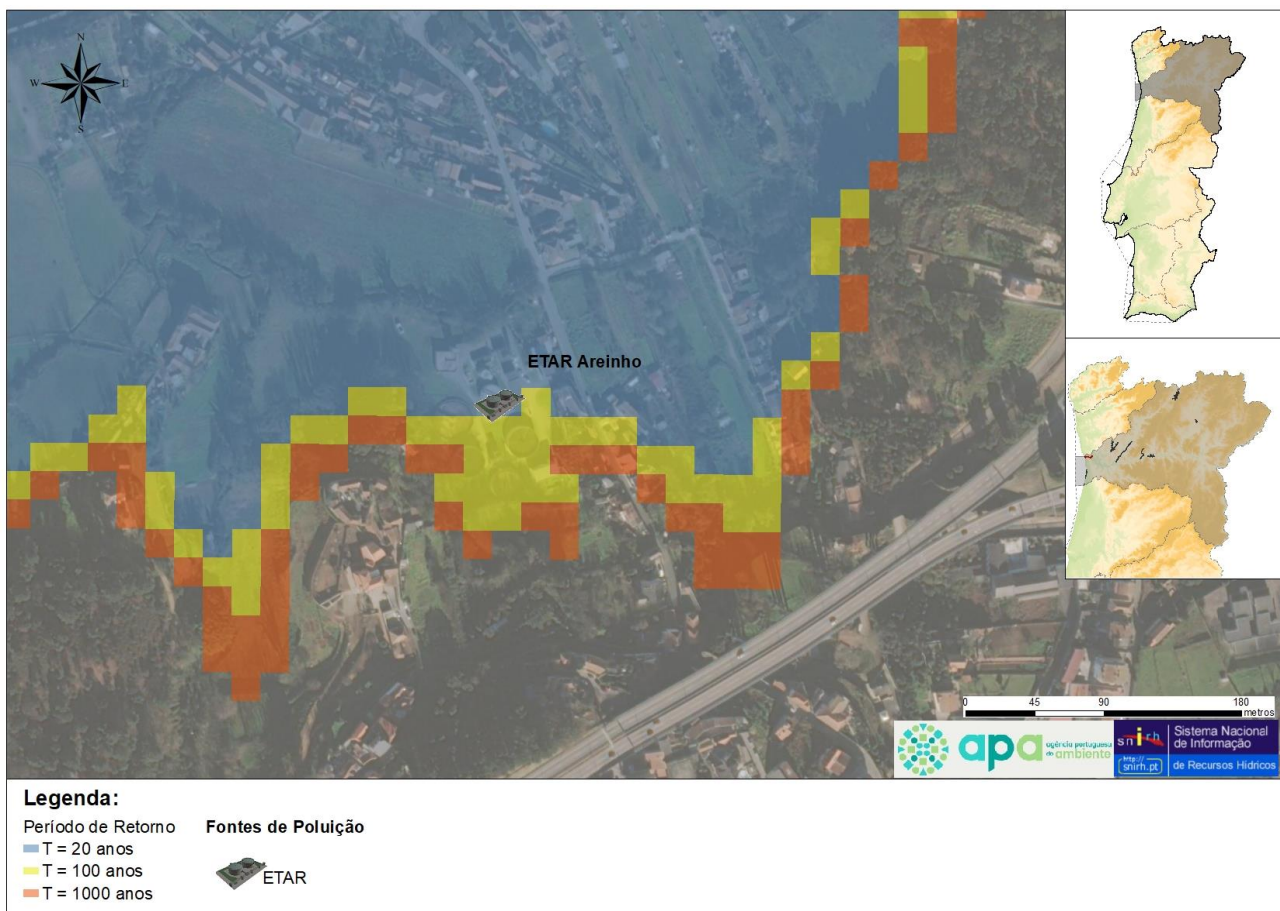 N
W E
S
ETAR Areinho
0 45 90 180
metros
apa agência portuguesa
do ambiente
snirh
http://
snirh.pt
Sistema Nacional
de Informação
de Recursos Hídricos
Legenda:
Período de Retorno
T = 20 anos
T = 100 anos
T = 1000 anos
Fontes de Poluição
ETAR